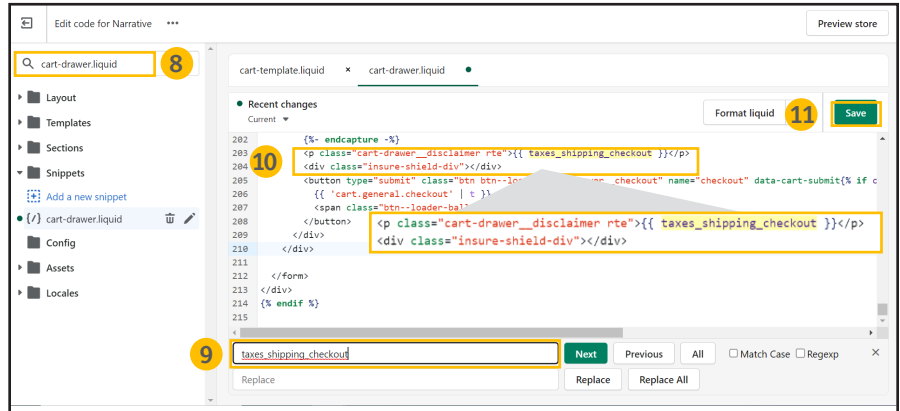 Edit code for Narrative •••
Preview store
cart-drawer.liquid
8
cart-template.liquid × cart-drawer.liquid
Layout
Templates
Sections
Snippets
Add a new snippet
{/} cart-drawer.liquid
Config
Assets
Locales
Recent changes
Current
Format liquid
11
Save
10
202 {%- endcapture -%}
203 <p class="cart-drawer__disclaimer rte">{{ taxes_shipping_checkout }}</p>
204 <div class="insure-shield-div"></div>
205 <button type="submit" class="btn btn--loa checkout" name="checkout" data-cart-submit{% if c
206 {{ 'cart.general.checkout' | t }}
207 <span class="btn--loader-ball
208 </button>
209 </div>
210 </div>
211
212 </form>
213 </div>
214 {% endif %}
215
<p class="cart-drawer__disclaimer rte">{{ taxes_shipping_checkout }}</p>
<div class="insure-shield-div"></div>
9
taxes_shipping_checkout
Next Previous All Match Case Regexp ×
Replace
Replace Replace All